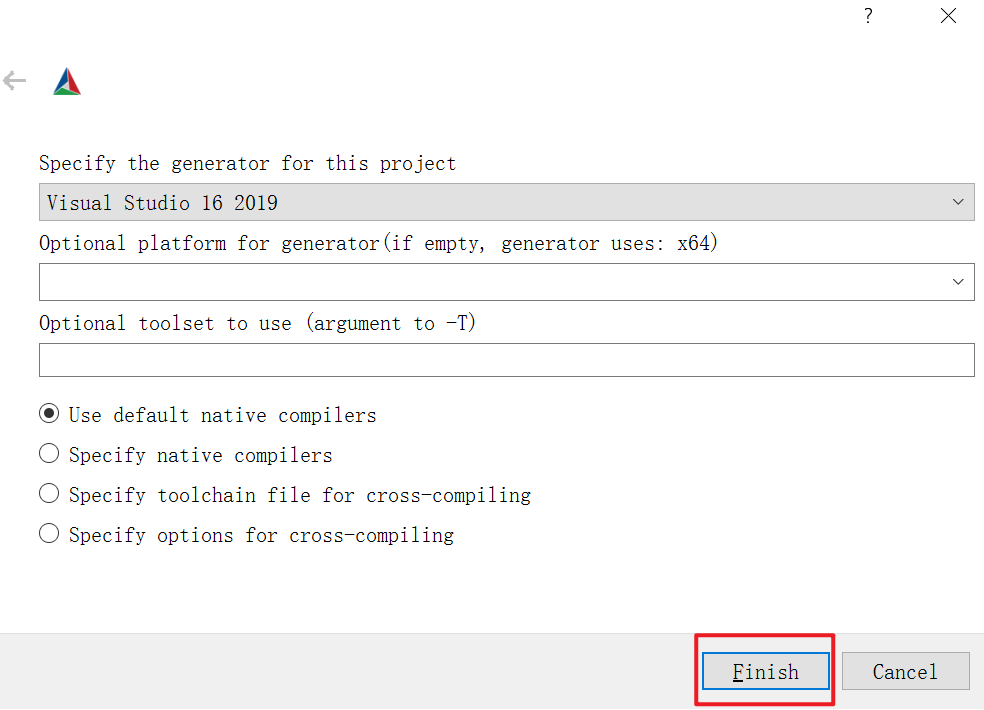 ?
Specify the generator for this project
Visual Studio 16 2019
Optional platform for generator(if empty, generator uses: x64)
Optional toolset to use (argument to -T)
Use default native compilers
Specify native compilers
Specify toolchain file for cross-compiling
Specify options for cross-compiling
Finish
Cancel